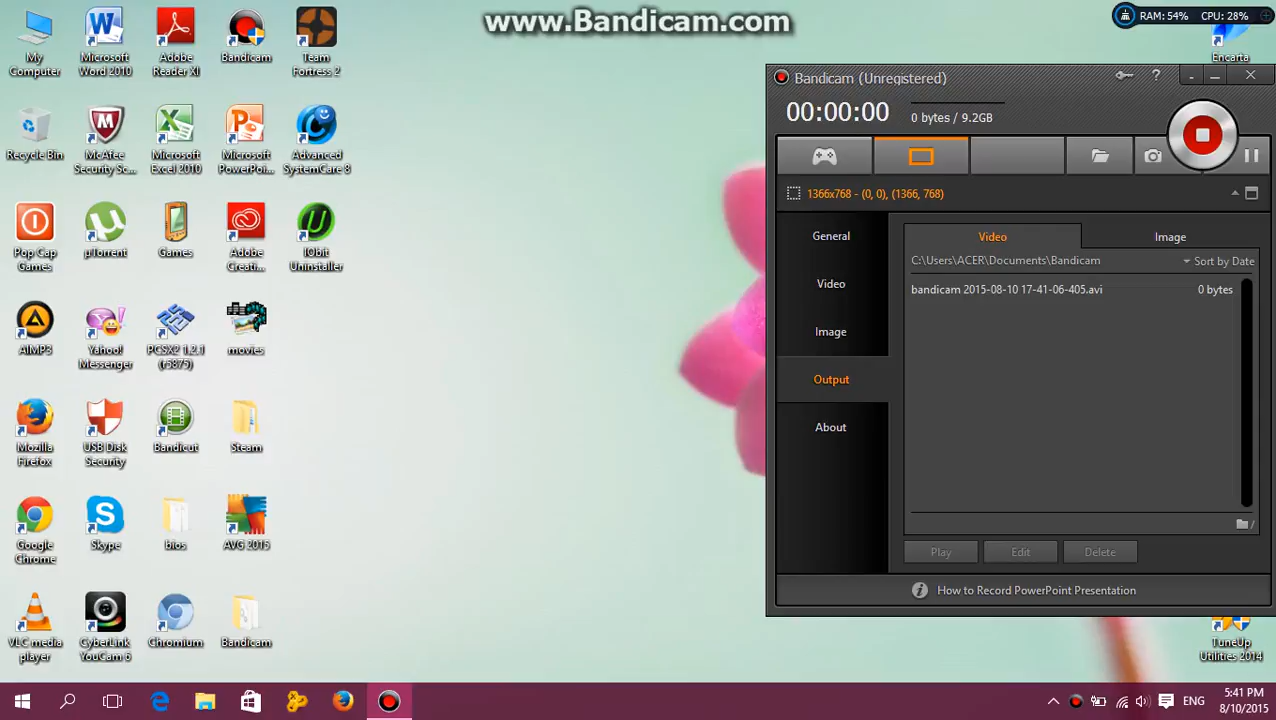 www.Bandicam.com
RAM: 54% CPU: 28%
My Computer
Microsoft Word 2010
Adobe Reader XI
Bandicam
Team Fortress 2
Encarta
Recycle Bin
McAfee Security Sc...
Microsoft Excel 2010
Microsoft PowerPoi...
Advanced SystemCare 8
Pop Cap Games
µTorrent
Games
Adobe Creati...
IObit Uninstaller
AIMP3
Yahoo! Messenger
PCSX2 1.2.1 (r5875)
movies
Mozilla Firefox
USB Disk Security
Bandicut
Steam
Google Chrome
Skype
bios
AVG 2015
VLC media player
CyberLink YouCam 6
Chromium
Bandicam
TuneUp Utilities 2014
Bandicam (Unregistered)
?
00:00:00
0 bytes / 9.2GB
1366x768 - (0, 0), (1366, 768)
General
Video
Image
Output
About
Video
Image
C:\Users\ACER\Documents\Bandicam
Sort by Date
bandicam 2015-08-10 17-41-06-405.avi
0 bytes
Play
Edit
Delete
How to Record PowerPoint Presentation
ENG
5:41 PM
8/10/2015